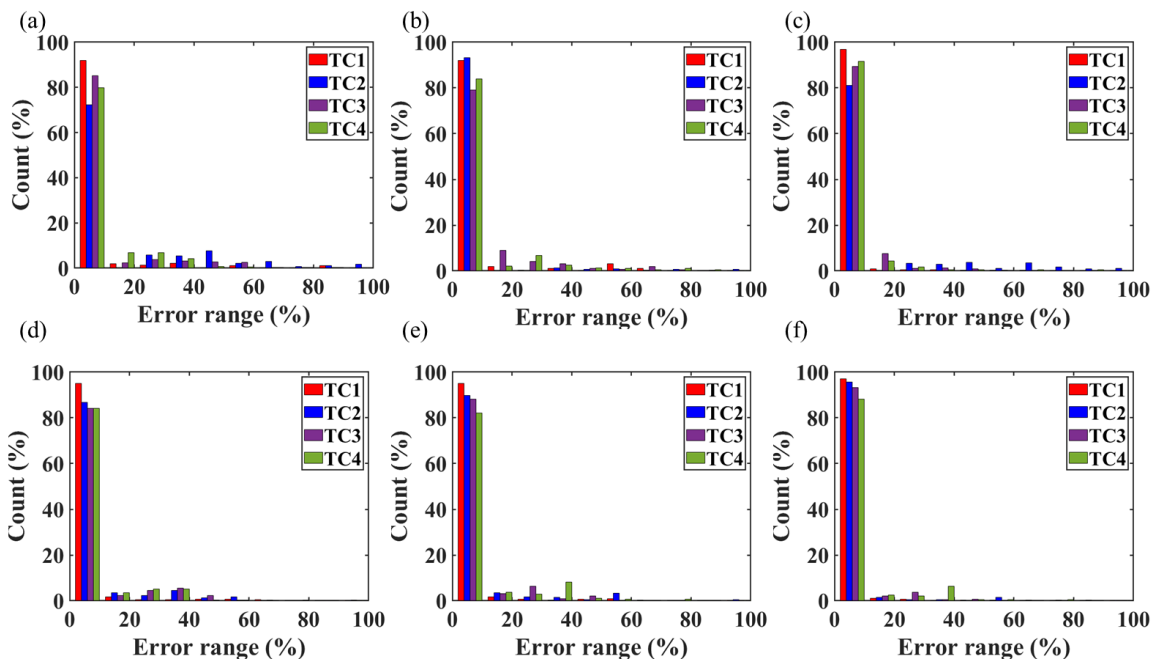 (a)
100
80
60
40
20
0
Count (%)
TC1
TC2
TC3
TC4
0 20 40 60 80 100
Error range (%)
(b)
100
80
60
40
20
0
Count (%)
TC1
TC2
TC3
TC4
0 20 40 60 80 100
Error range (%)
(c)
100
80
60
40
20
0
Count (%)
TC1
TC2
TC3
TC4
0 20 40 60 80 100
Error range (%)
(d)
100
80
60
40
20
0
Count (%)
TC1
TC2
TC3
TC4
0 20 40 60 80 100
Error range (%)
(e)
100
80
60
40
20
0
Count (%)
TC1
TC2
TC3
TC4
0 20 40 60 80 100
Error range (%)
(f)
100
80
60
40
20
0
Count (%)
TC1
TC2
TC3
TC4
0 20 40 60 80 100
Error range (%)